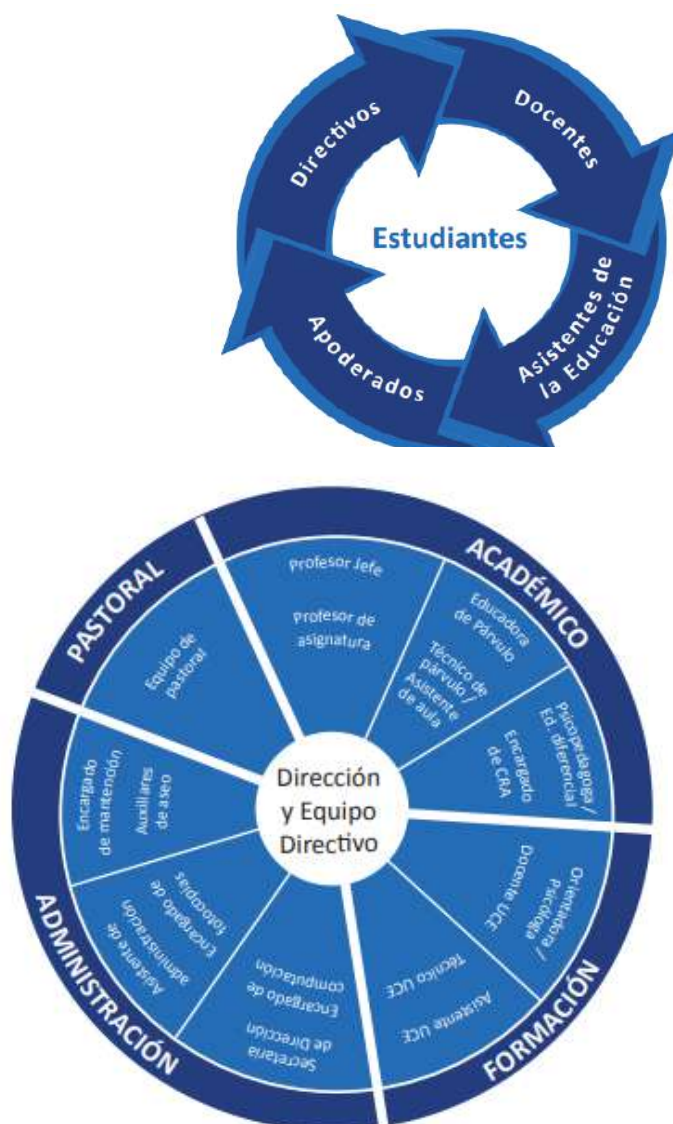 Directivos
Docentes
Estudiantes
Apoderados
Asistentes de
la Educación
PASTORAL
ACADÉMICO
ADMINISTRACIÓN
FORMACIÓN
Equipo de
pastoral
Profesor Jefe
Profesor de
asignatura
Educadora
de Párvulo
Técnico de
párvulo /
Asistente
de aula
Psicopedagoga /
Ed. diferencial
Encargado
de CRA
Orientadora /
Psicóloga
Docente UCE
Técnico UCE
Asistente UCE
Secretaria
de Dirección
Encargado de
computación
Asistente de
administración
Encargado de
fotocopias
Encargado
de mantención
Auxiliares
de aseo
Dirección
y Equipo
Directivo